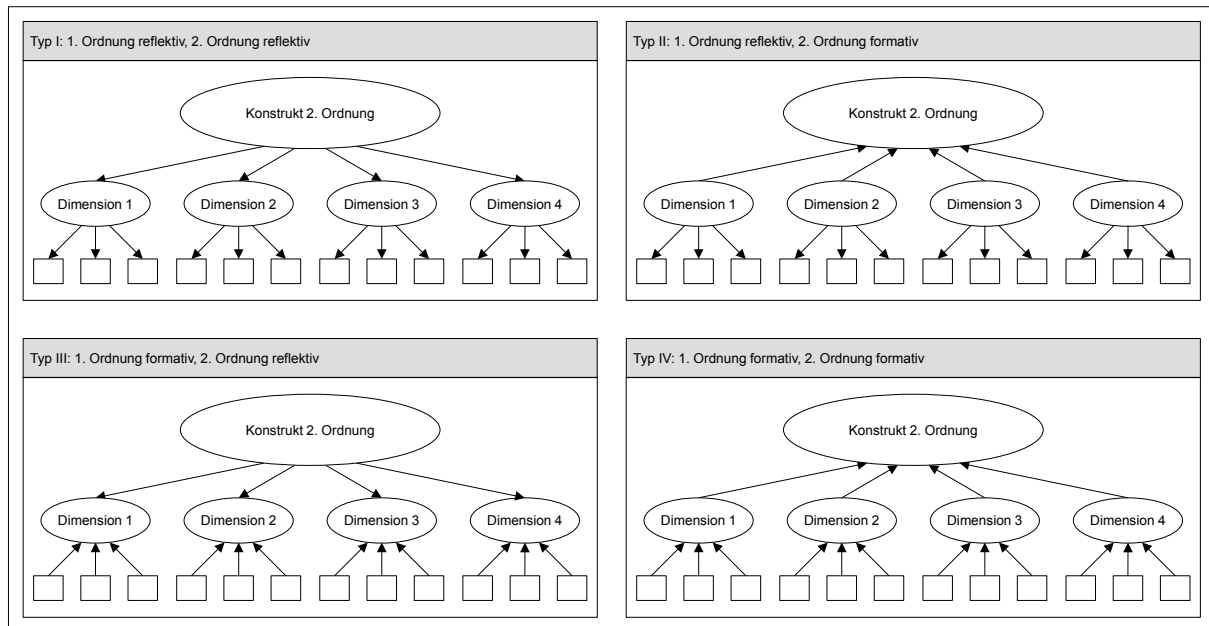 Typ I: 1. Ordnung reflektiv, 2. Ordnung reflektiv
Konstrukt 2. Ordnung
Dimension 1
Dimension 2
Dimension 3
Dimension 4
Typ II: 1. Ordnung reflektiv, 2. Ordnung formativ
Konstrukt 2. Ordnung
Dimension 1
Dimension 2
Dimension 3
Dimension 4
Typ III: 1. Ordnung formativ, 2. Ordnung reflektiv
Konstrukt 2. Ordnung
Dimension 1
Dimension 2
Dimension 3
Dimension 4
Typ IV: 1. Ordnung formativ, 2. Ordnung formativ
Konstrukt 2. Ordnung
Dimension 1
Dimension 2
Dimension 3
Dimension 4